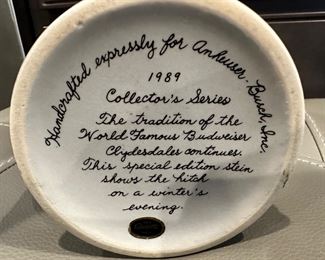 Handcrafted expressly for Anheuser-Busch, Inc.
1989
Collector's Series
The tradition of the
World Famous Budweiser
Clydesdales continues.
This special edition stein
shows the hitch
on a winter's
evening.